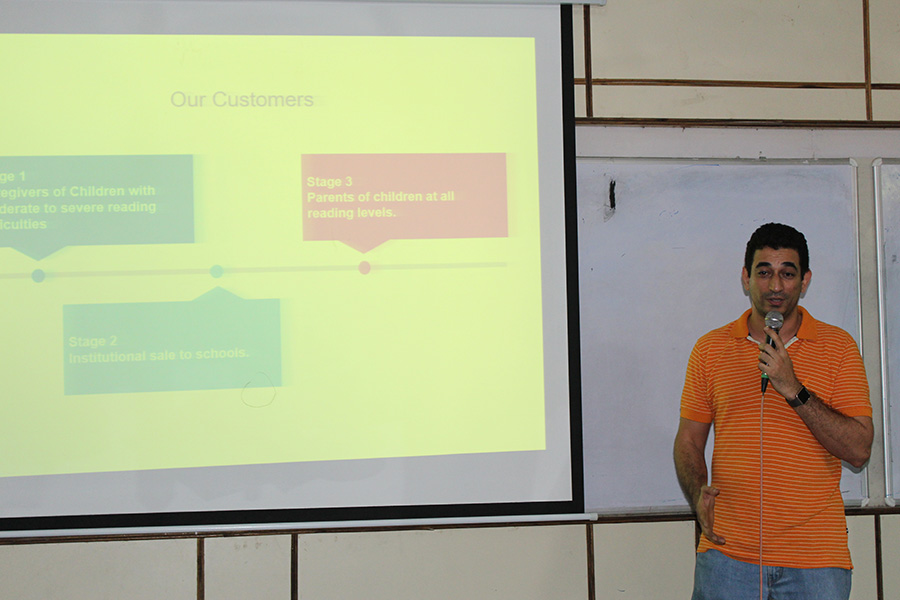 Our Customers
ge 1
egivers of Children with
derate to severe reading
iculties
Stage 3
Parents of children at all
reading levels.
Stage 2
Institutional sale to schools.